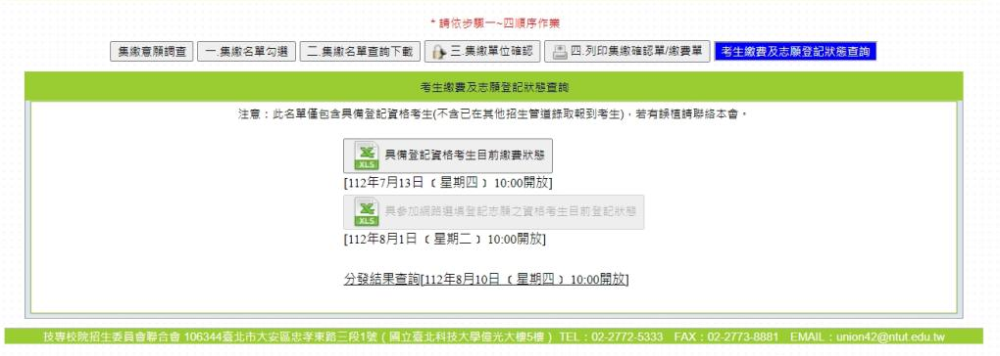 * 請依步驟一~四順序作業
集繳意願調查 一.集繳名單勾選 二.集繳名單查詢下載 三.集繳單位確認 四.列印集繳確認單/繳費單 考生繳費及志願登記狀態查詢
考生繳費及志願登記狀態查詢
注意：此名單僅包含具備登記資格考生(不含已在其他招生管道錄取報到考生)，若有誤植請聯絡本會。
XLS 具備登記資格考生目前繳費狀態
[112年7月13日（星期四）10:00開放]
XLS 具參加網路選填登記志願之資格考生目前登記狀態
[112年8月1日（星期二）10:00開放]
分發結果查詢[112年8月10日（星期四）10:00開放]
技專校院招生委員會聯合會 106344臺北市大安區忠孝東路三段1號（國立臺北科技大學億光大樓5樓） TEL：02-2772-5333 FAX：02-2773-8881 EMAIL：union42@ntut.edu.tw